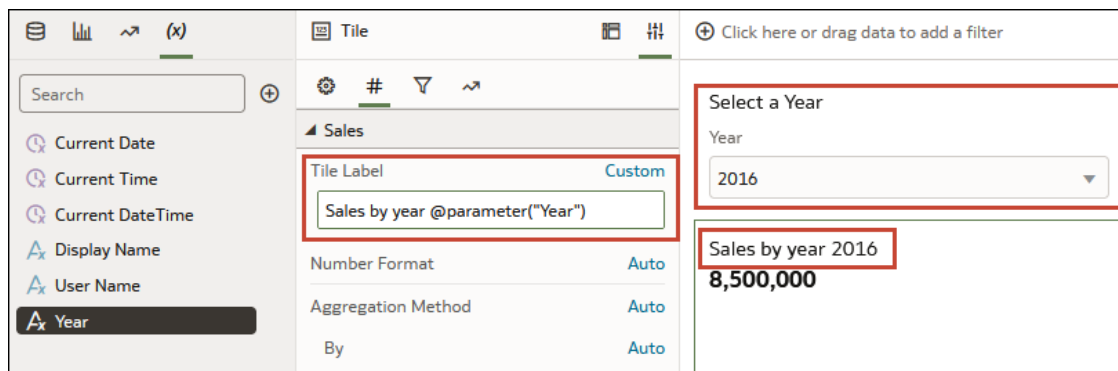 (x)
Search
Current Date
Current Time
Current DateTime
Display Name
User Name
Year
123 Tile
#
Sales
Tile Label Custom
Sales by year @parameter("Year")
Number Format Auto
Aggregation Method Auto
By Auto
Click here or drag data to add a filter
Select a Year
Year
2016
Sales by year 2016
8,500,000